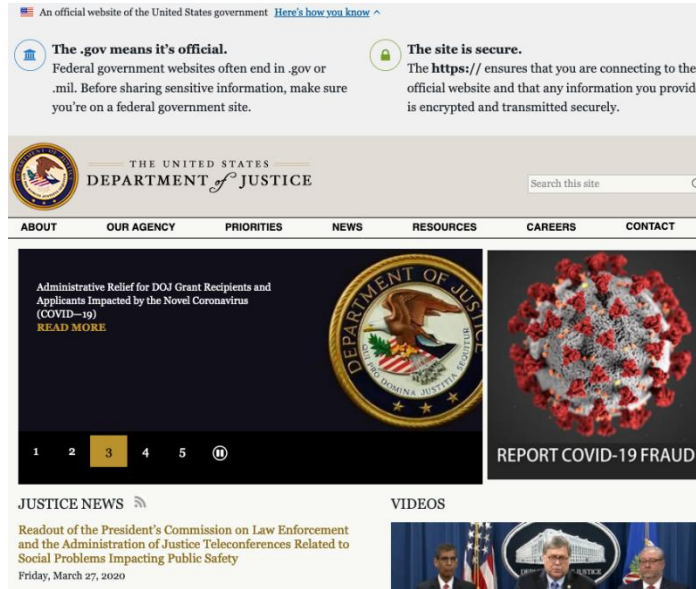 An official website of the United States government Here's how you know
The .gov means it's official.
Federal government websites often end in .gov or
.mil. Before sharing sensitive information, make sure
you're on a federal government site.
The site is secure.
The https:// ensures that you are connecting to the
official website and that any information you provid
is encrypted and transmitted securely.
THE UNITED STATES
DEPARTMENT of JUSTICE
Search this site
ABOUT OUR AGENCY PRIORITIES NEWS RESOURCES CAREERS CONTACT
Administrative Relief for DOJ Grant Recipients and
Applicants Impacted by the Novel Coronavirus
(COVID—19)
READ MORE
DEPARTMENT OF JUSTICE
QUI PRO DOMINA JUSTITIA SEQUITUR
1 2 3 4 5
REPORT COVID-19 FRAUD
JUSTICE NEWS
Readout of the President's Commission on Law Enforcement
and the Administration of Justice Teleconferences Related to
Social Problems Impacting Public Safety
Friday, March 27, 2020
VIDEOS